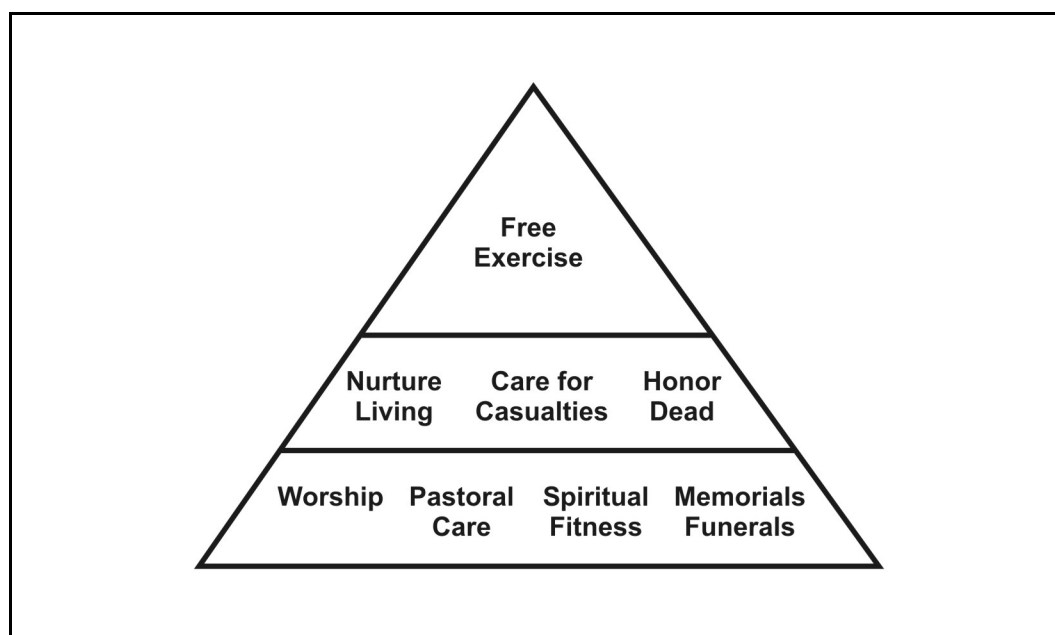 Free
Exercise
Nurture
Living
Care for
Casualties
Honor
Dead
Worship
Pastoral
Care
Spiritual
Fitness
Memorials
Funerals